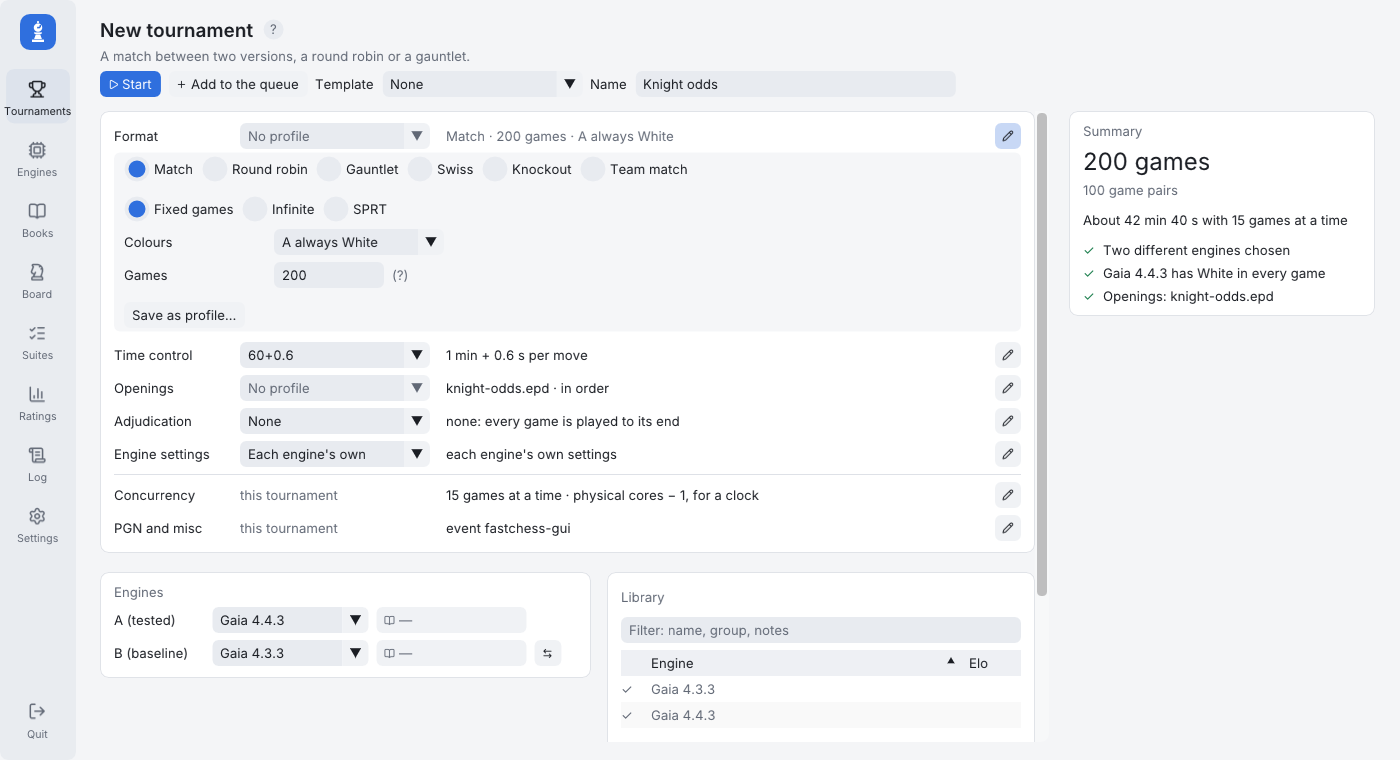 New tournament ?
A match between two versions, a round robin or a gauntlet.
Start + Add to the queue Template None Name Knight odds
Tournaments
Engines
Books
Board
Suites
Ratings
Log
Settings
Quit
Format No profile Match · 200 games · A always White
Match Round robin Gauntlet Swiss Knockout Team match
Fixed games Infinite SPRT
Colours A always White
Games 200 (?)
Save as profile...
Time control 60+0.6 1 min + 0.6 s per move
Openings No profile knight-odds.epd · in order
Adjudication None none: every game is played to its end
Engine settings Each engine's own each engine's own settings
Concurrency this tournament 15 games at a time · physical cores − 1, for a clock
PGN and misc this tournament event fastchess-gui
Engines
A (tested) Gaia 4.4.3 —
B (baseline) Gaia 4.3.3 —
Library
Filter: name, group, notes
Engine Elo
Gaia 4.3.3
Gaia 4.4.3
Summary
200 games
100 game pairs
About 42 min 40 s with 15 games at a time
Two different engines chosen
Gaia 4.4.3 has White in every game
Openings: knight-odds.epd